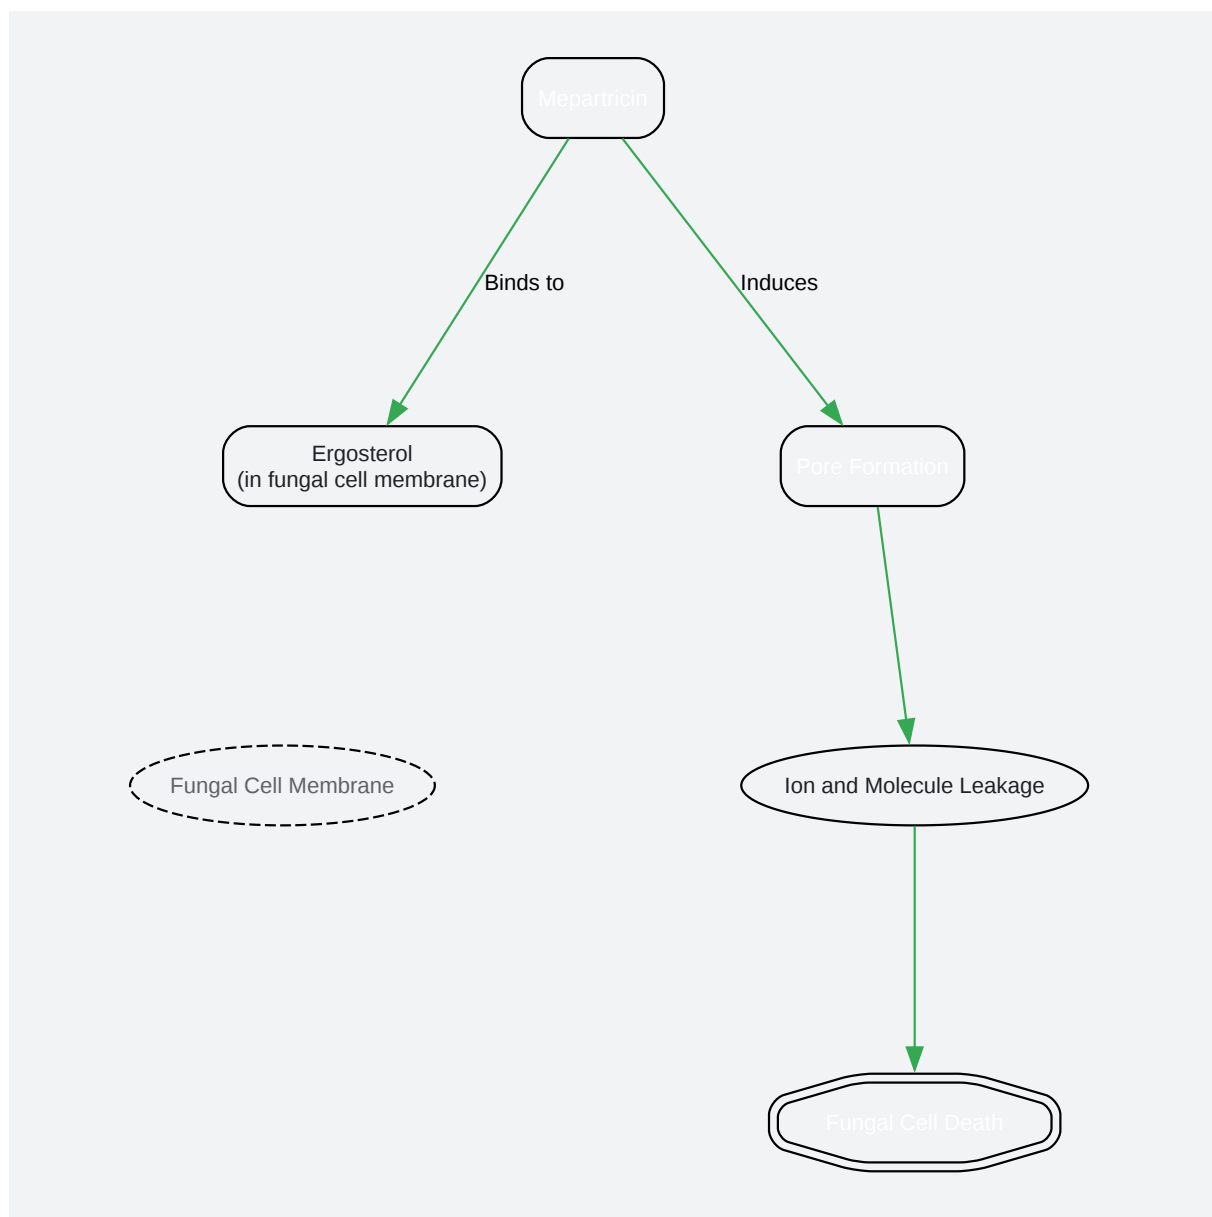 Mepartricin
Binds to
Induces
Ergosterol
(in fungal cell membrane)
Pore Formation
Fungal Cell Membrane
Ion and Molecule Leakage
Fungal Cell Death